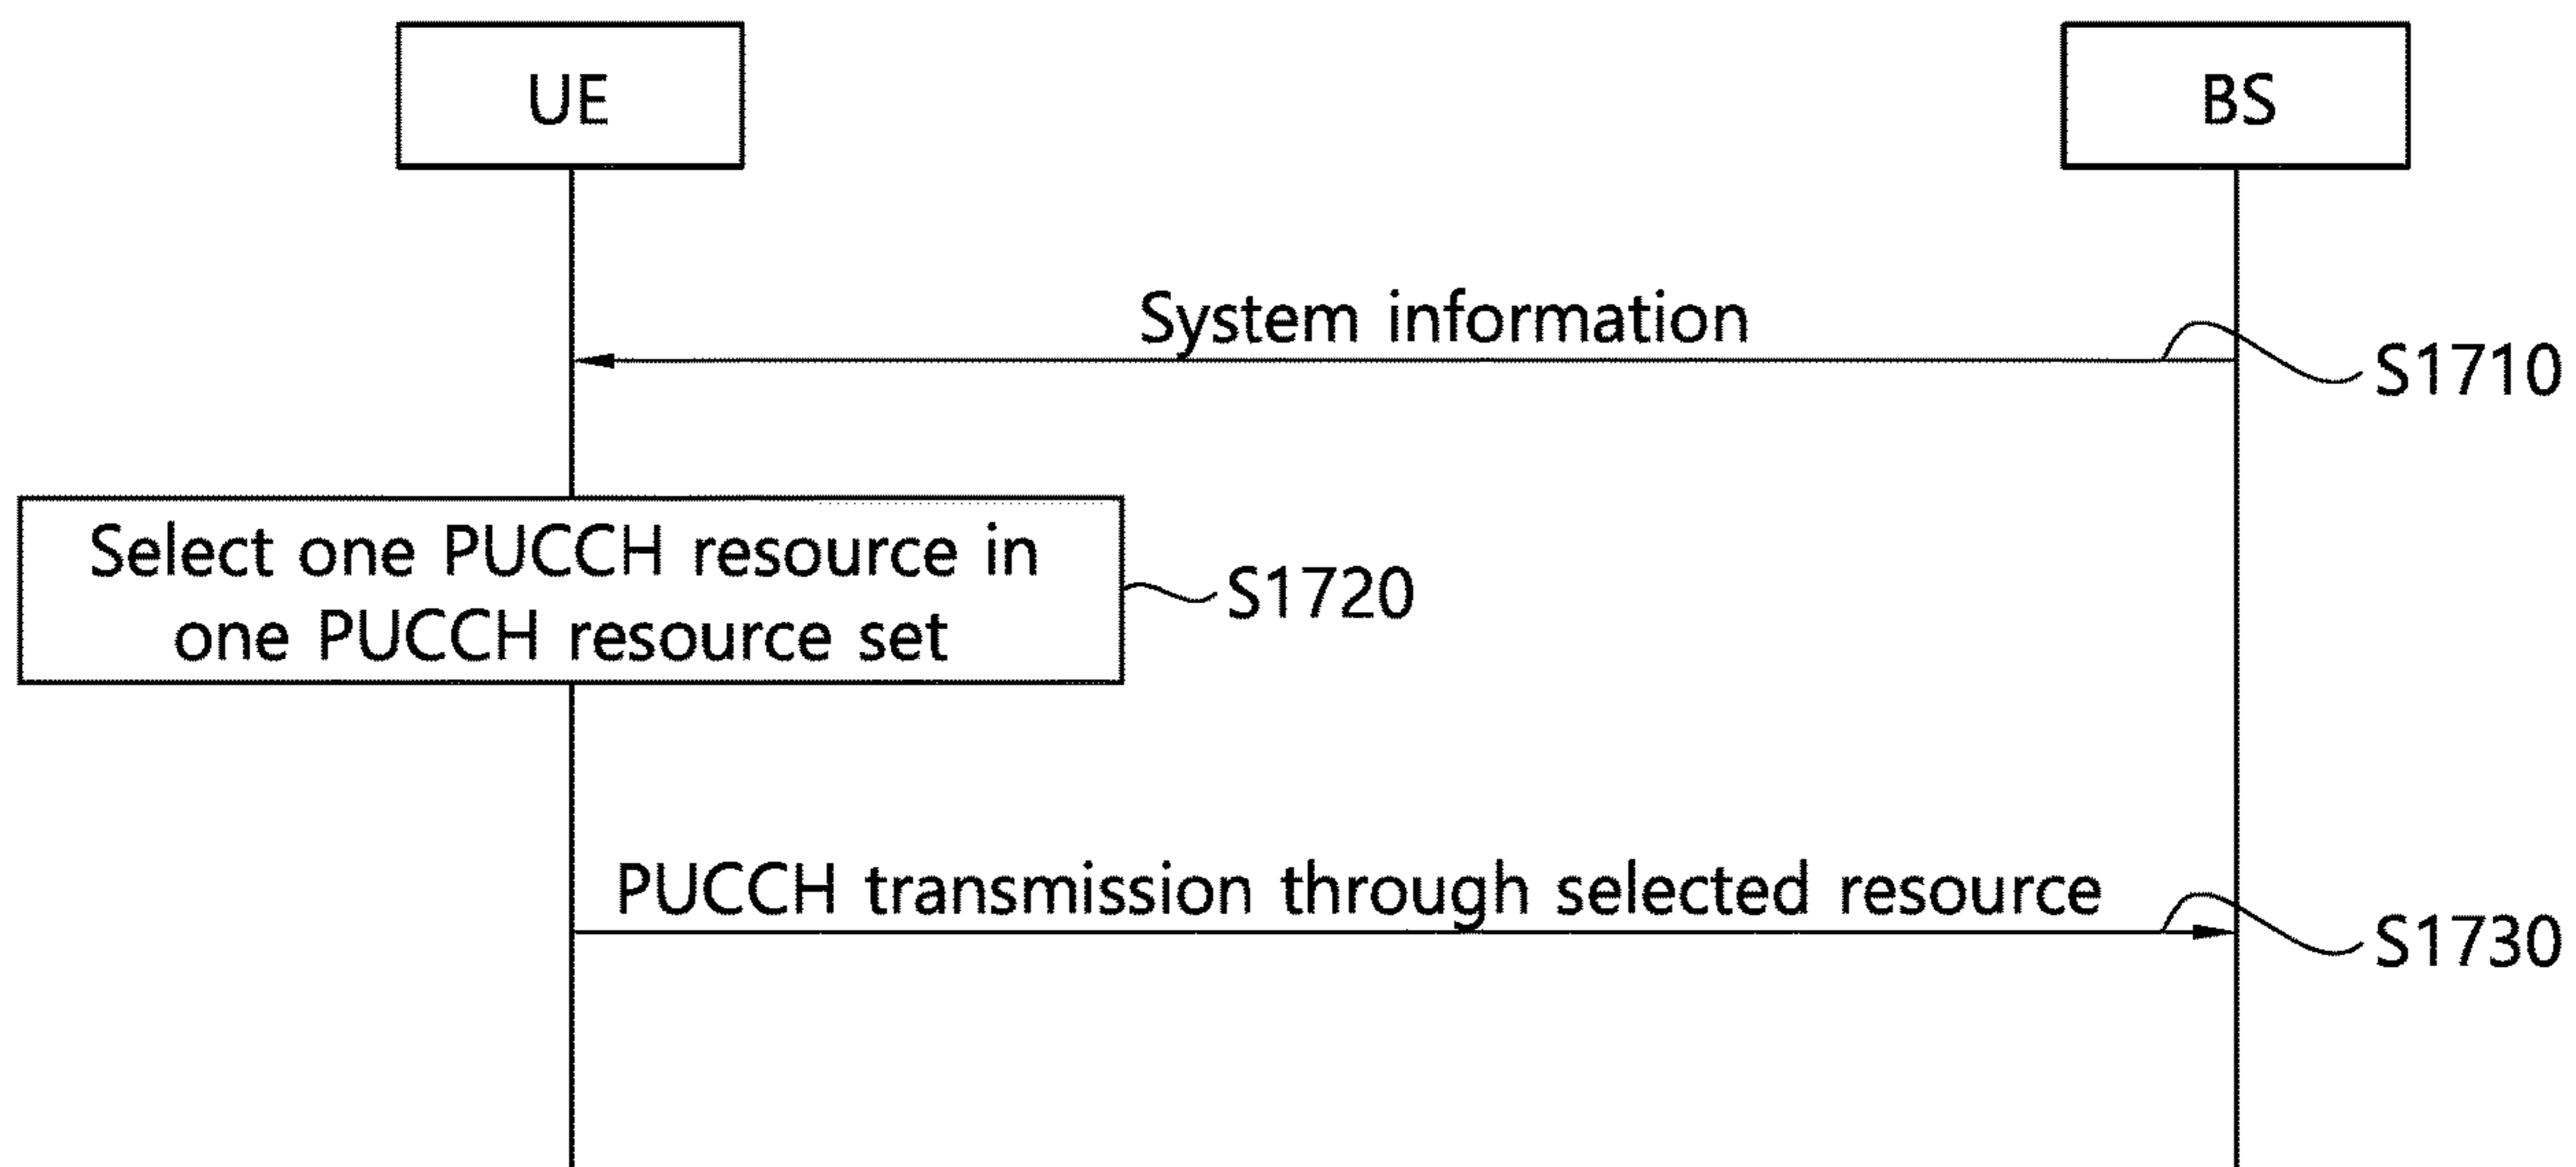 UE
BS
System information
S1710
Select one PUCCH resource in
one PUCCH resource set
S1720
PUCCH transmission through selected resource
S1730